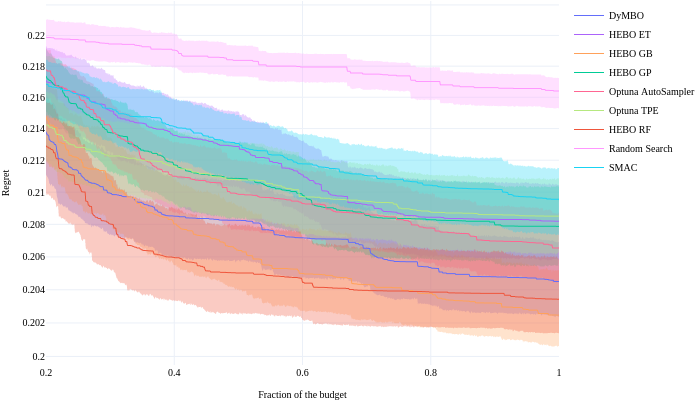 0.22
0.218
0.216
0.214
0.212
0.21
0.208
0.206
0.204
0.202
0.2
Regret
0.2
0.4
0.6
0.8
1
Fraction of the budget
DyMBO
HEBO ET
HEBO GB
HEBO GP
Optuna AutoSampler
Optuna TPE
HEBO RF
Random Search
SMAC